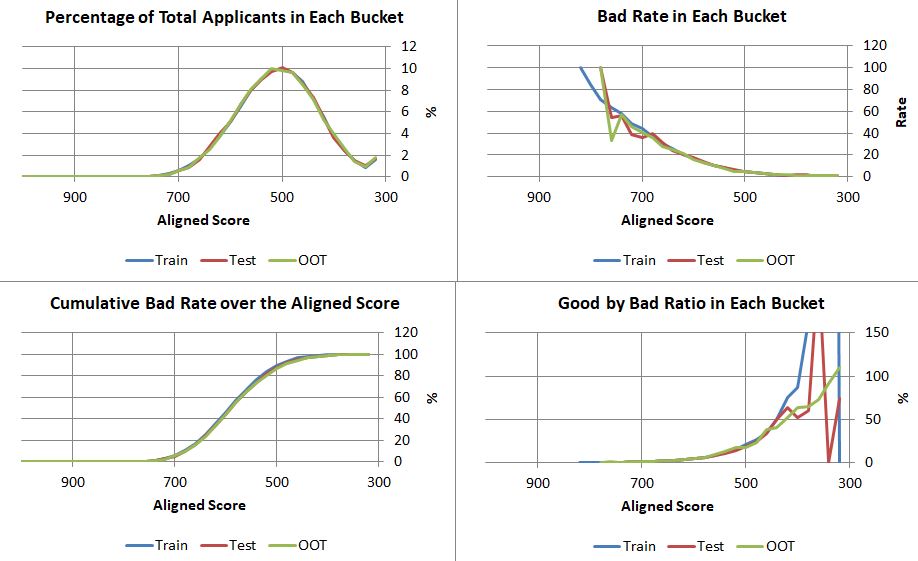 Percentage of Total Applicants in Each Bucket
12
10
8
6
4
2
0
%
900 700 500 300
Aligned Score
Train Test OOT
Bad Rate in Each Bucket
120
100
80
60
40
20
0
Rate
900 700 500 300
Aligned Score
Train Test OOT
Cumulative Bad Rate over the Aligned Score
120
100
80
60
40
20
0
%
900 700 500 300
Aligned Score
Train Test OOT
Good by Bad Ratio in Each Bucket
150
100
50
0
%
900 700 500 300
Aligned Score
Train Test OOT